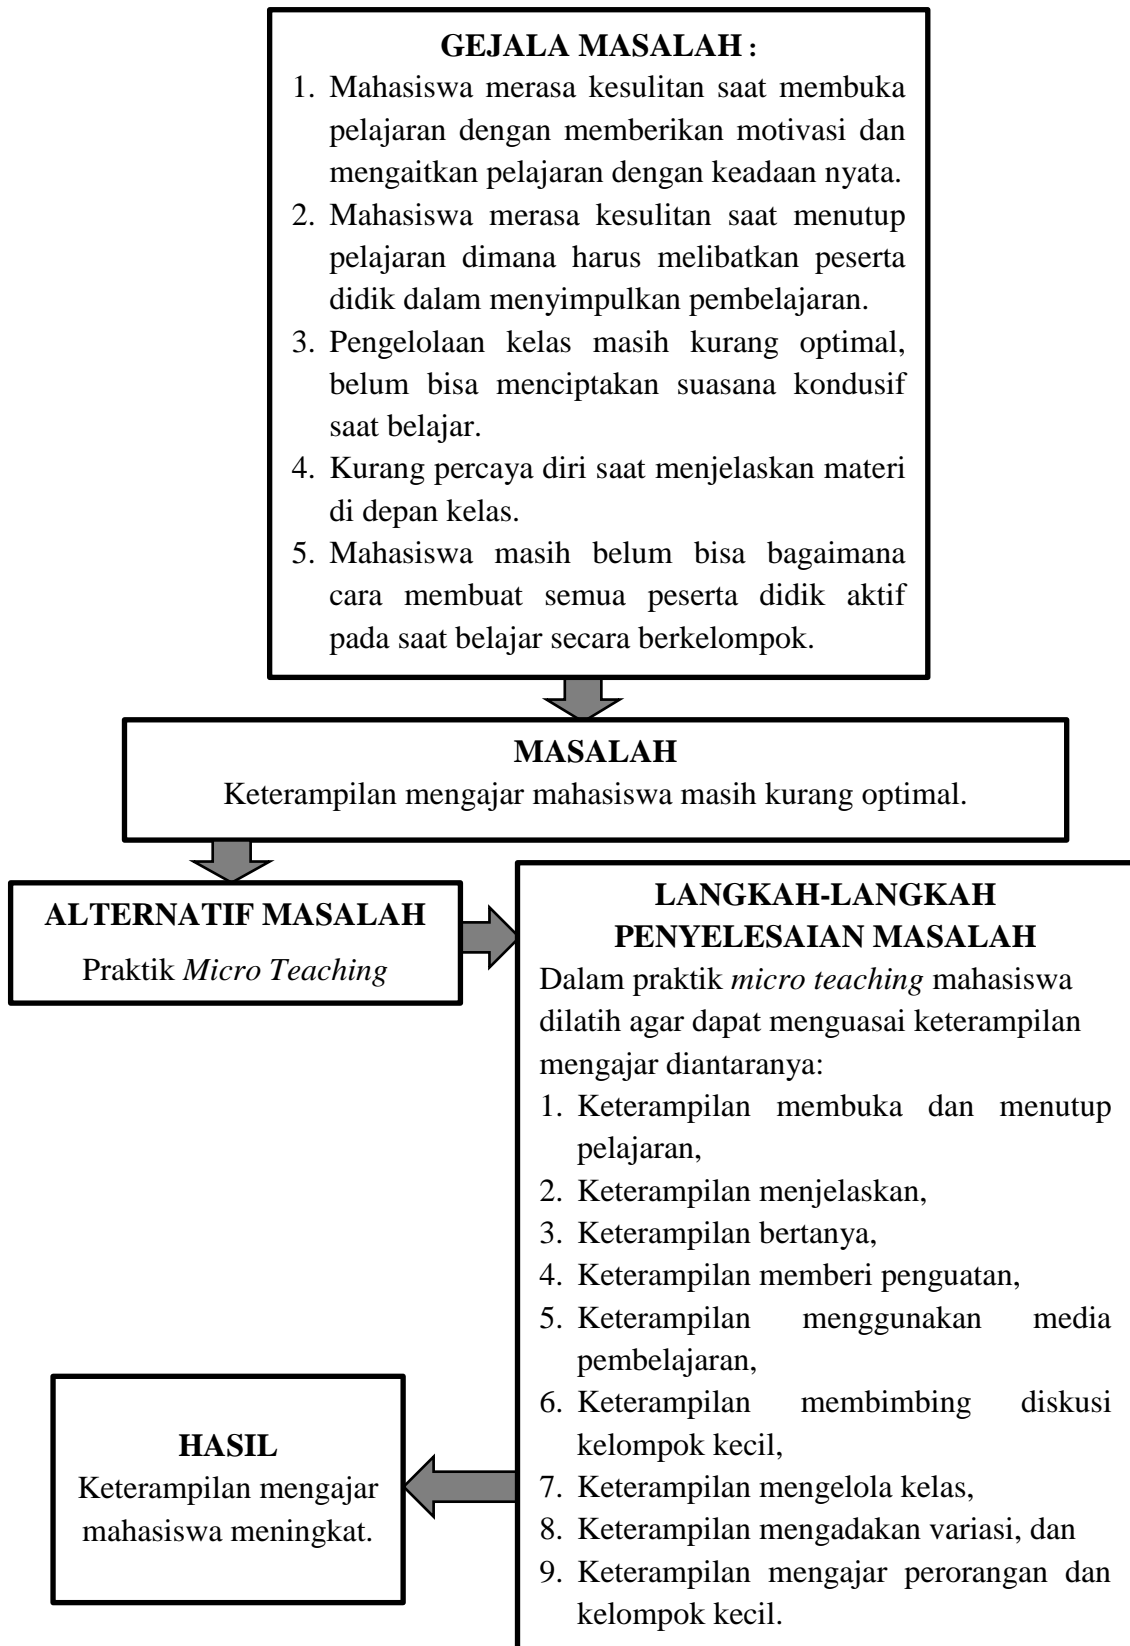 GEJALA MASALAH :
1. Mahasiswa merasa kesulitan saat membuka
pelajaran dengan memberikan motivasi dan
mengaitkan pelajaran dengan keadaan nyata.
2. Mahasiswa merasa kesulitan saat menutup
pelajaran dimana harus melibatkan peserta
didik dalam menyimpulkan pembelajaran.
3. Pengelolaan kelas masih kurang optimal,
belum bisa menciptakan suasana kondusif
saat belajar.
4. Kurang percaya diri saat menjelaskan materi
di depan kelas.
5. Mahasiswa masih belum bisa bagaimana
cara membuat semua peserta didik aktif
pada saat belajar secara berkelompok.
MASALAH
Keterampilan mengajar mahasiswa masih kurang optimal.
ALTERNATIF MASALAH
Praktik Micro Teaching
LANGKAH-LANGKAH
PENYELESAIAN MASALAH
Dalam praktik micro teaching mahasiswa
dilatih agar dapat menguasai keterampilan
mengajar diantaranya:
1. Keterampilan membuka dan menutup
pelajaran,
2. Keterampilan menjelaskan,
3. Keterampilan bertanya,
4. Keterampilan memberi penguatan,
5. Keterampilan menggunakan media
pembelajaran,
6. Keterampilan membimbing diskusi
kelompok kecil,
7. Keterampilan mengelola kelas,
8. Keterampilan mengadakan variasi, dan
9. Keterampilan mengajar perorangan dan
kelompok kecil.
HASIL
Keterampilan mengajar
mahasiswa meningkat.